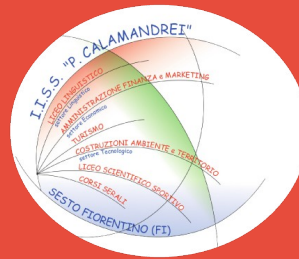 I.I.S.S. "P. CALAMANDREI"
LICEO LINGUISTICO
settore Linguistico
AMMINISTRAZIONE FINANZA e MARKETING
settore Economico
TURISMO
COSTRUZIONI AMBIENTE e TERRITORIO
settore Tecnologico
LICEO SCIENTIFICO SPORTIVO
CORSI SERALI
SESTO FIORENTINO (FI)